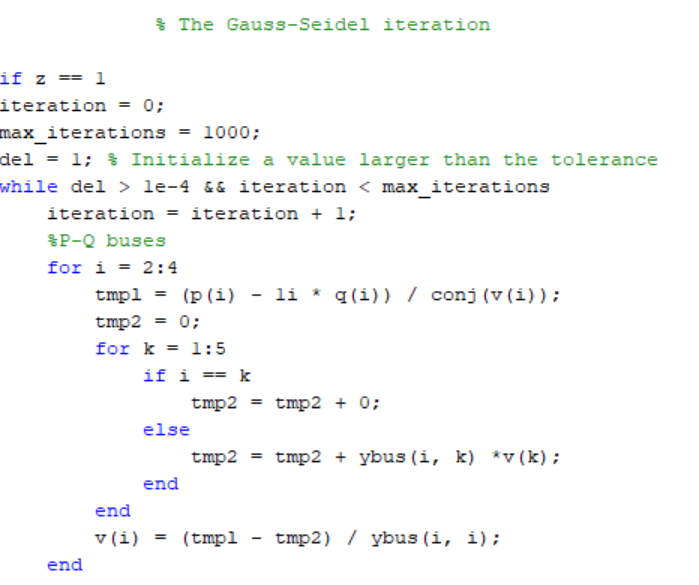 % The Gauss-Seidel iteration
if z == 1
iteration = 0;
max_iterations = 1000;
del = 1; % Initialize a value larger than the tolerance
while del > 1e-4 && iteration < max_iterations
iteration = iteration + 1;
%P-Q buses
for i = 2:4
tmp1 = (p(i) - 1i * q(i)) / conj(v(i));
tmp2 = 0;
for k = 1:5
if i == k
tmp2 = tmp2 + 0;
else
tmp2 = tmp2 + ybus(i, k) *v(k);
end
end
v(i) = (tmp1 - tmp2) / ybus(i, i);
end